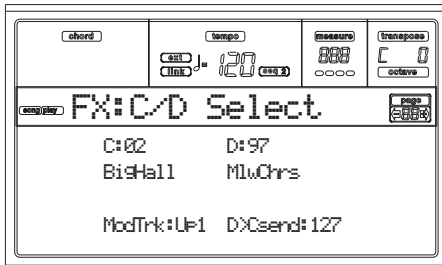 chord tempo measure transpose
ext link ♩= 120 seq 2 888 C 0
octave
song|play FX:C/D Select page
C:02 D:97
BigHall MlwChrs
ModTrk:Up1 D>Csend:127